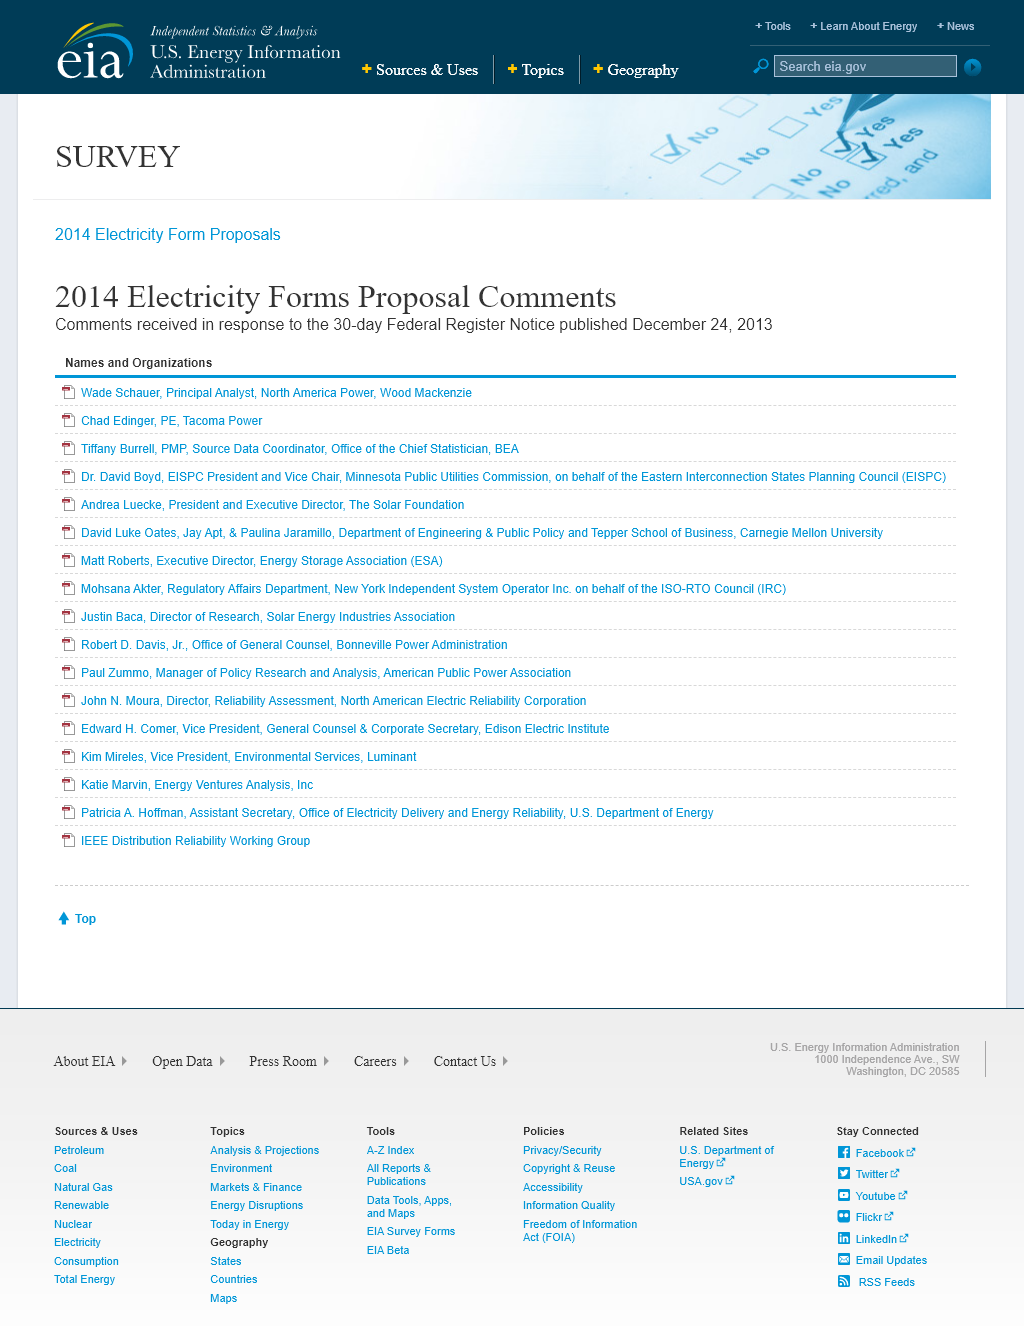 + Tools + Learn About Energy + News
Independent Statistics & Analysis
eia U.S. Energy Information
Administration
+ Sources & Uses + Topics + Geography
Search eia.gov
No
Yes
Yes
No
No
No
red, and
SURVEY
2014 Electricity Form Proposals
2014 Electricity Forms Proposal Comments
Comments received in response to the 30-day Federal Register Notice published December 24, 2013
Names and Organizations
Wade Schauer, Principal Analyst, North America Power, Wood Mackenzie
Chad Edinger, PE, Tacoma Power
Tiffany Burrell, PMP, Source Data Coordinator, Office of the Chief Statistician, BEA
Dr. David Boyd, EISPC President and Vice Chair, Minnesota Public Utilities Commission, on behalf of the Eastern Interconnection States Planning Council (EISPC)
Andrea Luecke, President and Executive Director, The Solar Foundation
David Luke Oates, Jay Apt, & Paulina Jaramillo, Department of Engineering & Public Policy and Tepper School of Business, Carnegie Mellon University
Matt Roberts, Executive Director, Energy Storage Association (ESA)
Mohsana Akter, Regulatory Affairs Department, New York Independent System Operator Inc. on behalf of the ISO-RTO Council (IRC)
Justin Baca, Director of Research, Solar Energy Industries Association
Robert D. Davis, Jr., Office of General Counsel, Bonneville Power Administration
Paul Zummo, Manager of Policy Research and Analysis, American Public Power Association
John N. Moura, Director, Reliability Assessment, North American Electric Reliability Corporation
Edward H. Comer, Vice President, General Counsel & Corporate Secretary, Edison Electric Institute
Kim Mireles, Vice President, Environmental Services, Luminant
Katie Marvin, Energy Ventures Analysis, Inc
Patricia A. Hoffman, Assistant Secretary, Office of Electricity Delivery and Energy Reliability, U.S. Department of Energy
IEEE Distribution Reliability Working Group
Top
About EIA Open Data Press Room Careers Contact Us
U.S. Energy Information Administration
1000 Independence Ave., SW
Washington, DC 20585
Sources & Uses
Petroleum
Coal
Natural Gas
Renewable
Nuclear
Electricity
Consumption
Total Energy
Topics
Analysis & Projections
Environment
Markets & Finance
Energy Disruptions
Today in Energy
Geography
States
Countries
Maps
Tools
A-Z Index
All Reports &
Publications
Data Tools, Apps,
and Maps
EIA Survey Forms
EIA Beta
Policies
Privacy/Security
Copyright & Reuse
Accessibility
Information Quality
Freedom of Information
Act (FOIA)
Related Sites
U.S. Department of
Energy
USA.gov
Stay Connected
Facebook
Twitter
Youtube
Flickr
LinkedIn
Email Updates
RSS Feeds